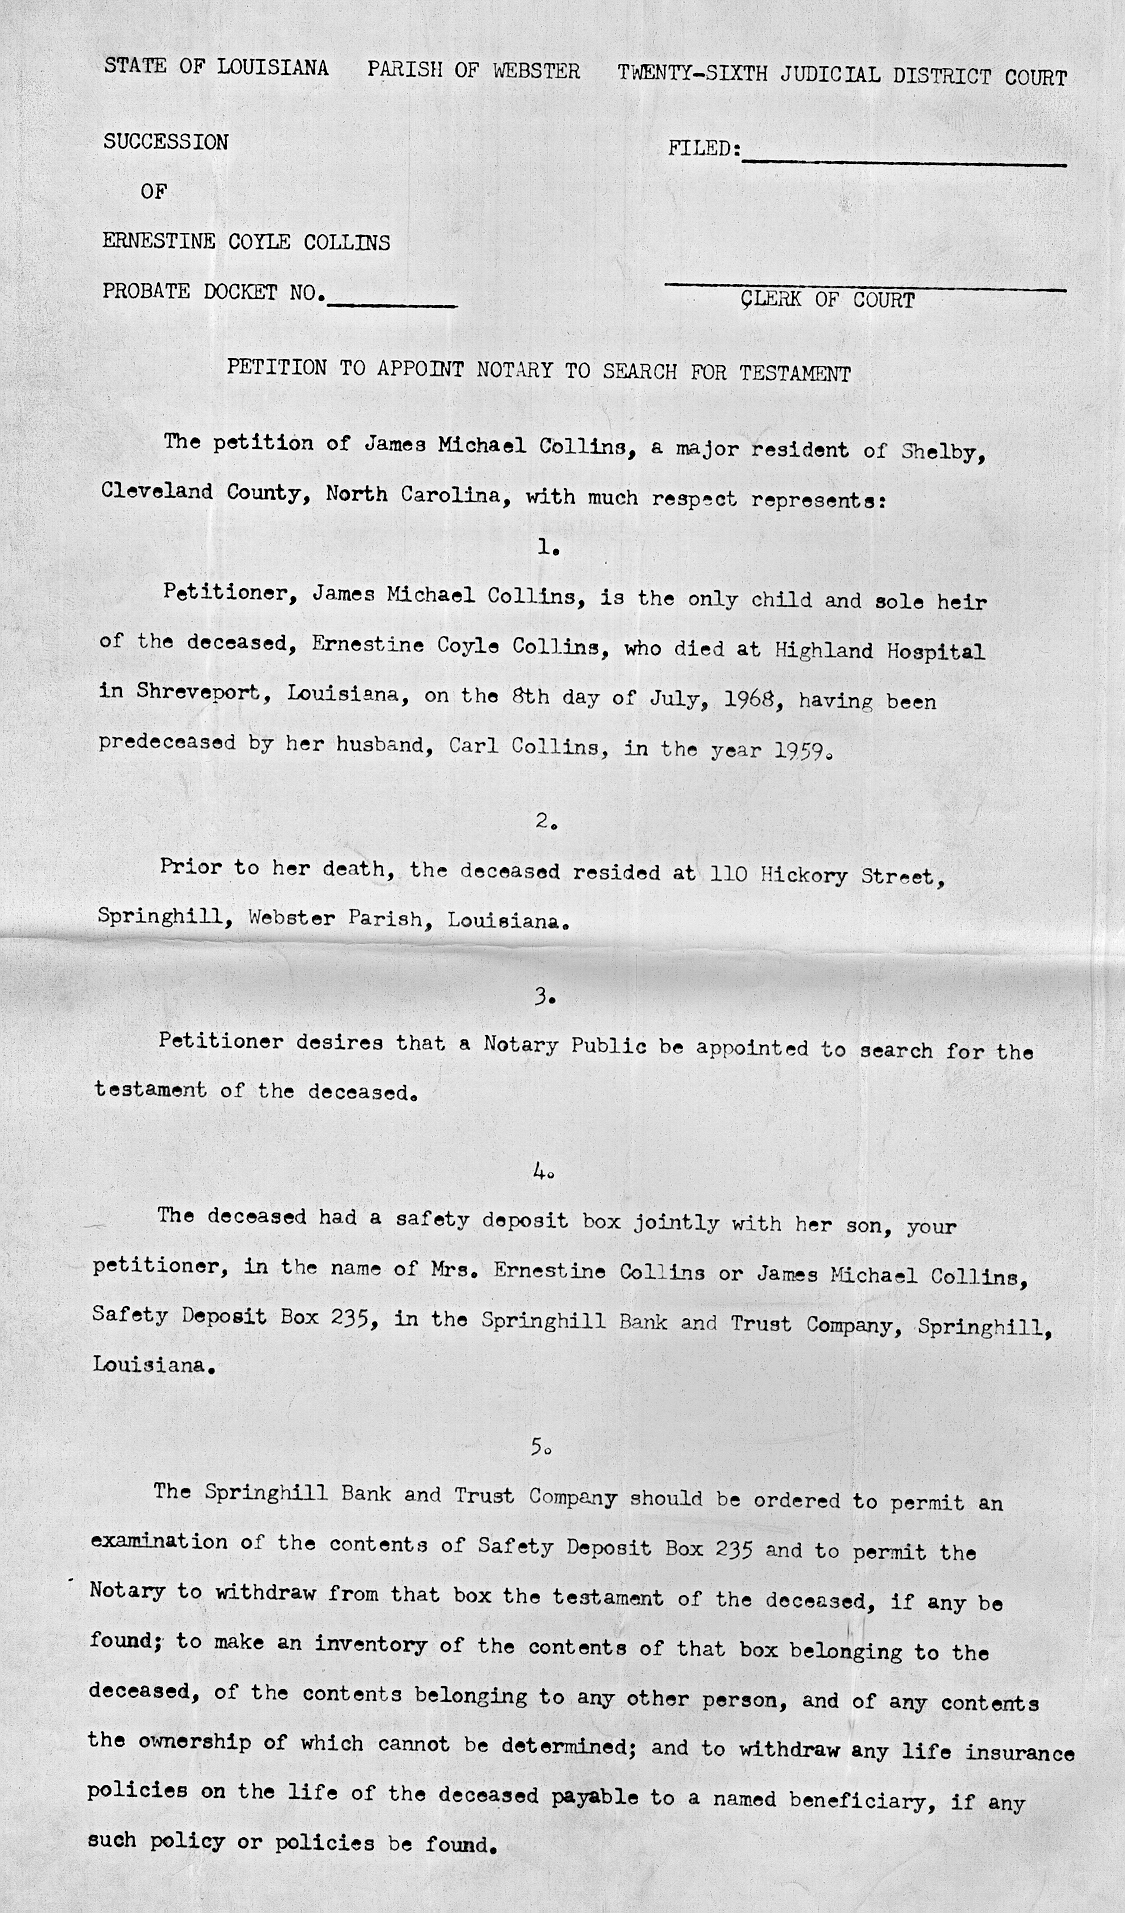 STATE OF LOUISIANA PARISH OF WEBSTER TWENTY-SIXTH JUDICIAL DISTRICT COURT
SUCCESSION
FILED:
OF
ERNESTINE COYLE COLLINS
PROBATE DOCKET NO.
CLERK OF COURT
PETITION TO APPOINT NOTARY TO SEARCH FOR TESTAMENT
The petition of James Michael Collins, a major resident of Shelby,
Cleveland County, North Carolina, with much respect represents:
1.
Petitioner, James Michael Collins, is the only child and sole heir
of the deceased, Ernestine Coyle Collins, who died at Highland Hospital
in Shreveport, Louisiana, on the 8th day of July, 1968, having been
predeceased by her husband, Carl Collins, in the year 1959.
2.
Prior to her death, the deceased resided at 110 Hickory Street,
Springhill, Webster Parish, Louisiana.
3.
Petitioner desires that a Notary Public be appointed to search for the
testament of the deceased.
4.
The deceased had a safety deposit box jointly with her son, your
petitioner, in the name of Mrs. Ernestine Collins or James Michael Collins,
Safety Deposit Box 235, in the Springhill Bank and Trust Company, Springhill,
Louisiana.
5.
The Springhill Bank and Trust Company should be ordered to permit an
examination of the contents of Safety Deposit Box 235 and to permit the
Notary to withdraw from that box the testament of the deceased, if any be
found; to make an inventory of the contents of that box belonging to the
deceased, of the contents belonging to any other person, and of any contents
the ownership of which cannot be determined; and to withdraw any life insurance
policies on the life of the deceased payable to a named beneficiary, if any
such policy or policies be found.